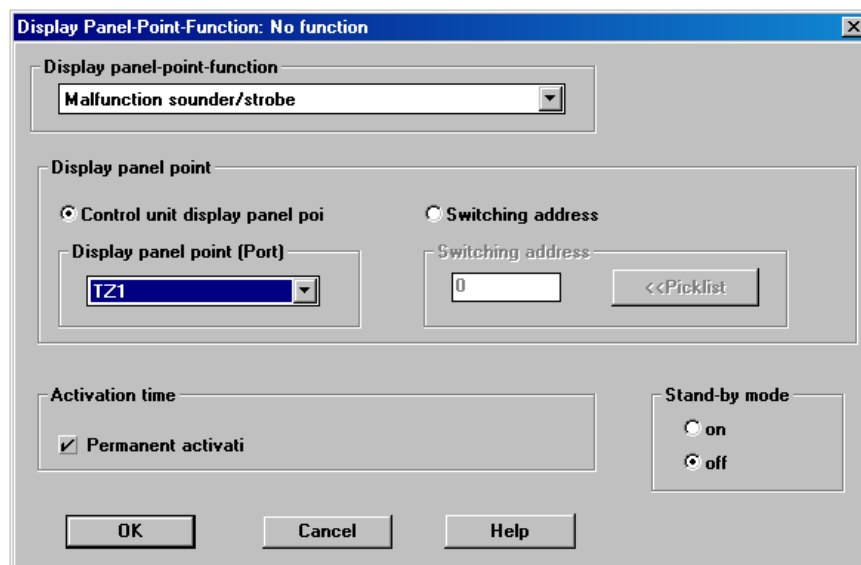 Display Panel-Point-Function: No function
Display panel-point-function
Malfunction sounder/strobe
Display panel point
Control unit display panel poi
Switching address
Display panel point (Port)
Switching address
TZ1
0
<<Picklist
Activation time
Stand-by mode
Permanent activati
on
off
OK
Cancel
Help